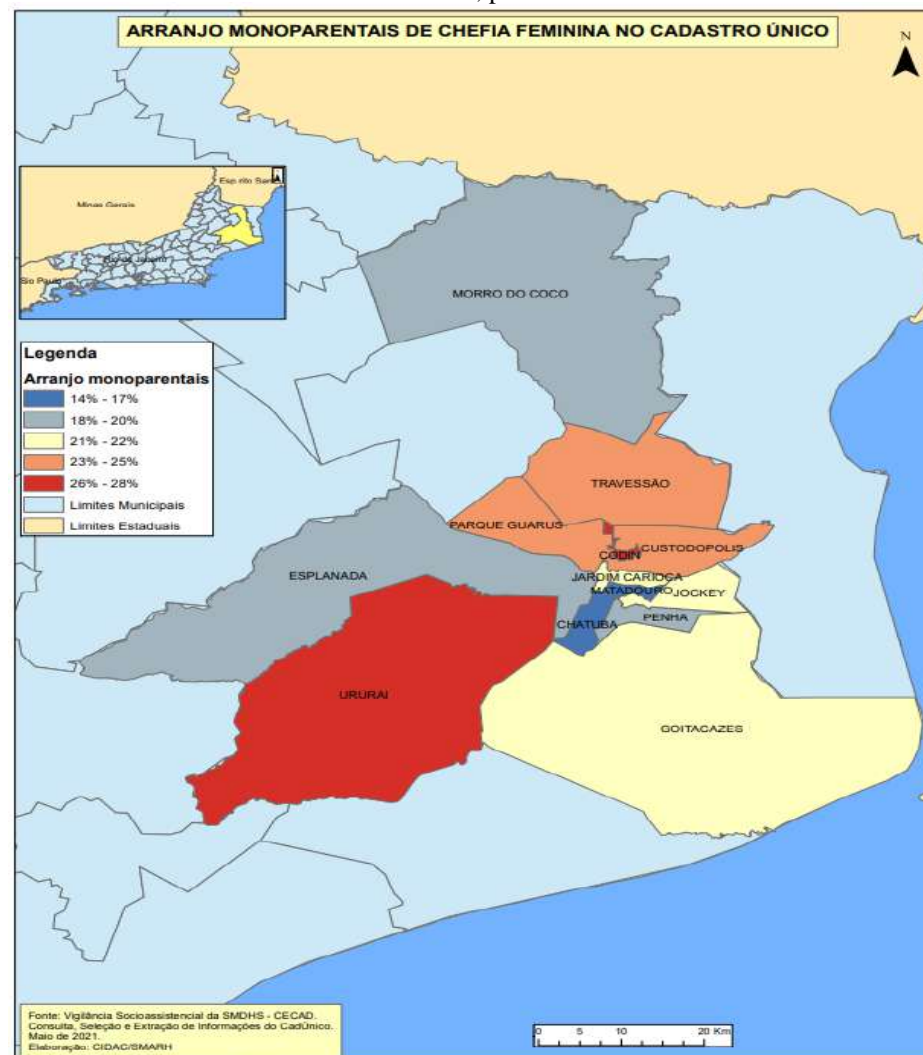 ARRANJO MONOPARENTAIS DE CHEFIA FEMININA NO CADASTRO ÚNICO
N
Minas Gerais
Rio de Janeiro
São Paulo
MORRO DO COCO
Legenda
Arranjo monoparentais
14% - 17%
18% - 20%
21% - 22%
23% - 25%
26% - 28%
Limites Municipais
Limites Estaduais
TRAVESSÃO
PARQUE GUARUS
CUSTODOPOLIS
CODIN
ESPLANADA
JARDIM CARIOCA
MATADOURO
JOCKEY
CHATUBA
PENHA
URURAI
GOITACAZES
Fonte: Vigilância Socioassistencial da SMDHS - CECAD.
Consulta, Seleção e Extração de Informações do CadÚnico.
Maio de 2021.
Elaboração: CIDAC/SMARH
0 5 10 20 Km